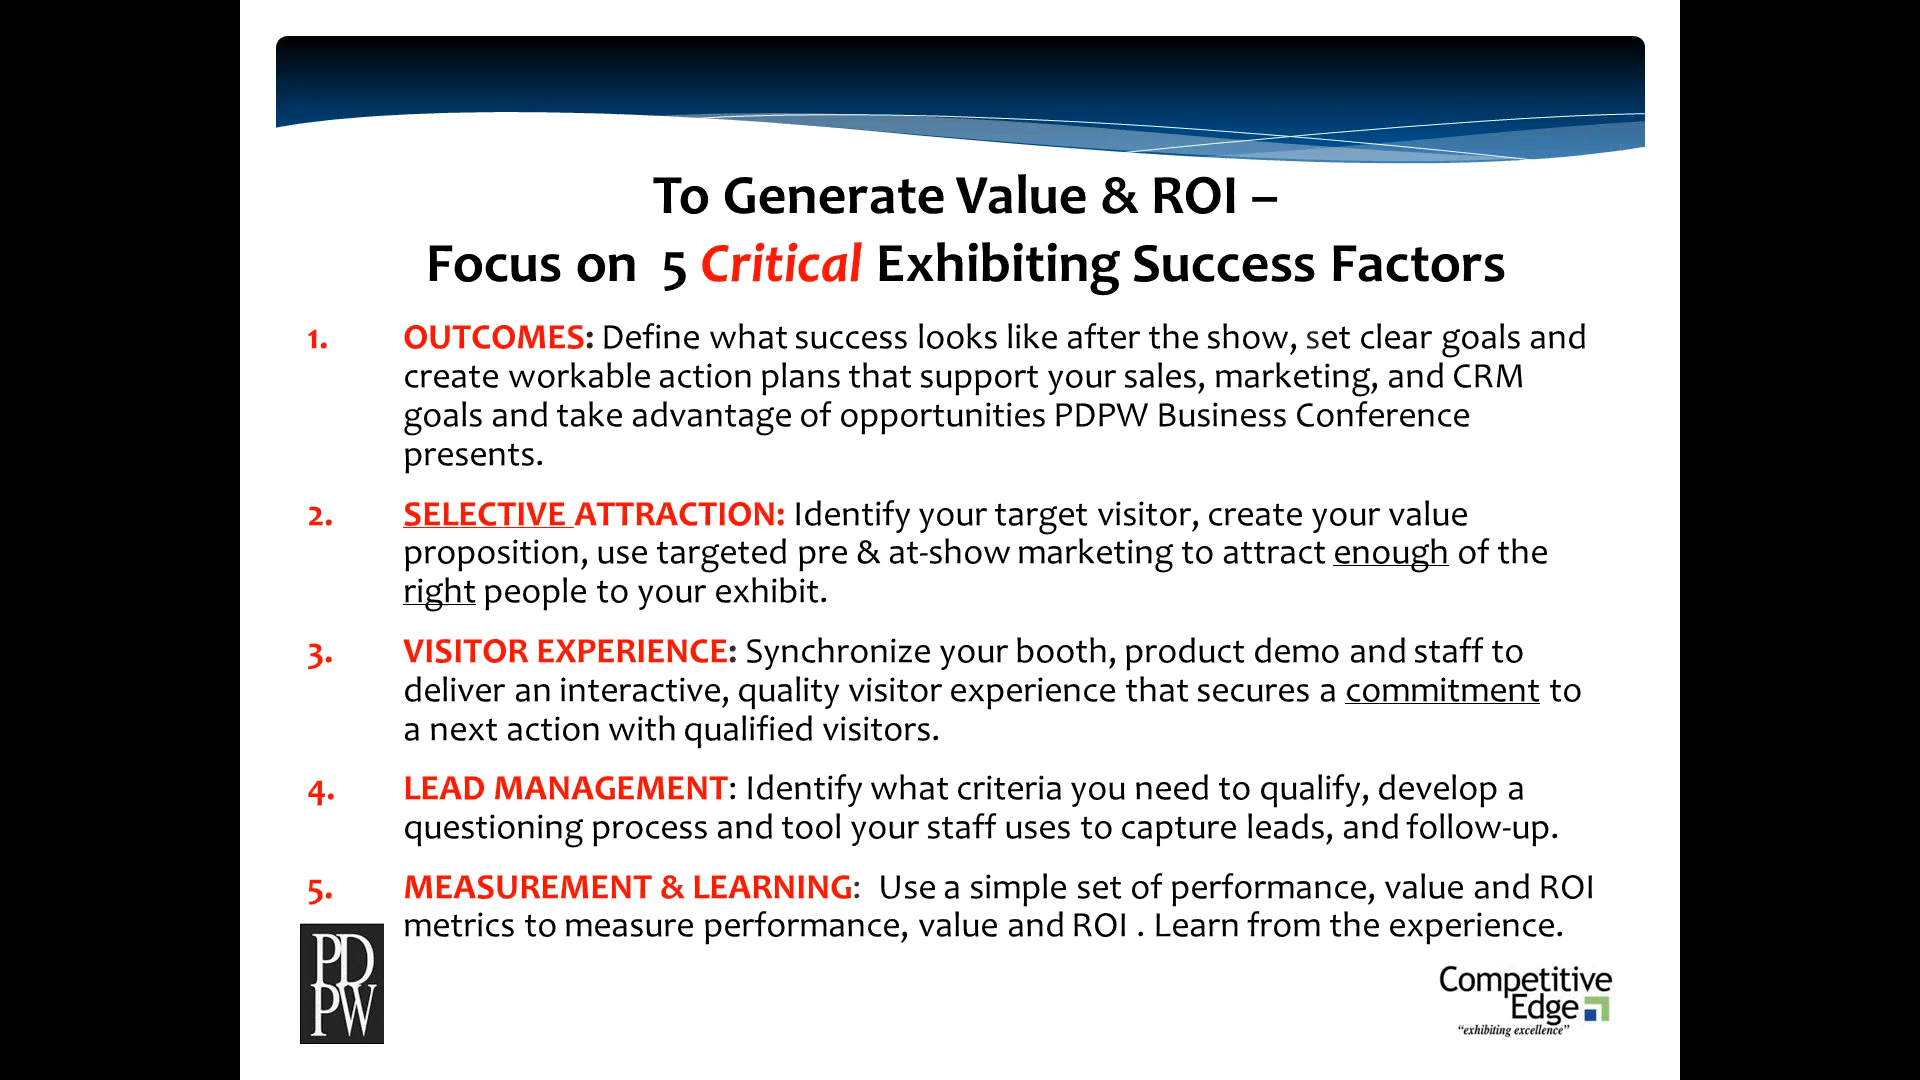 To Generate Value & ROI –
Focus on 5 Critical Exhibiting Success Factors
1. OUTCOMES: Define what success looks like after the show, set clear goals and
create workable action plans that support your sales, marketing, and CRM
goals and take advantage of opportunities PDPW Business Conference
presents.
2. SELECTIVE ATTRACTION: Identify your target visitor, create your value
proposition, use targeted pre & at-show marketing to attract enough of the
right people to your exhibit.
3. VISITOR EXPERIENCE: Synchronize your booth, product demo and staff to
deliver an interactive, quality visitor experience that secures a commitment to
a next action with qualified visitors.
4. LEAD MANAGEMENT: Identify what criteria you need to qualify, develop a
questioning process and tool your staff uses to capture leads, and follow-up.
5. MEASUREMENT & LEARNING: Use a simple set of performance, value and ROI
metrics to measure performance, value and ROI . Learn from the experience.
PD
PW
Competitive
Edge
"exhibiting excellence"